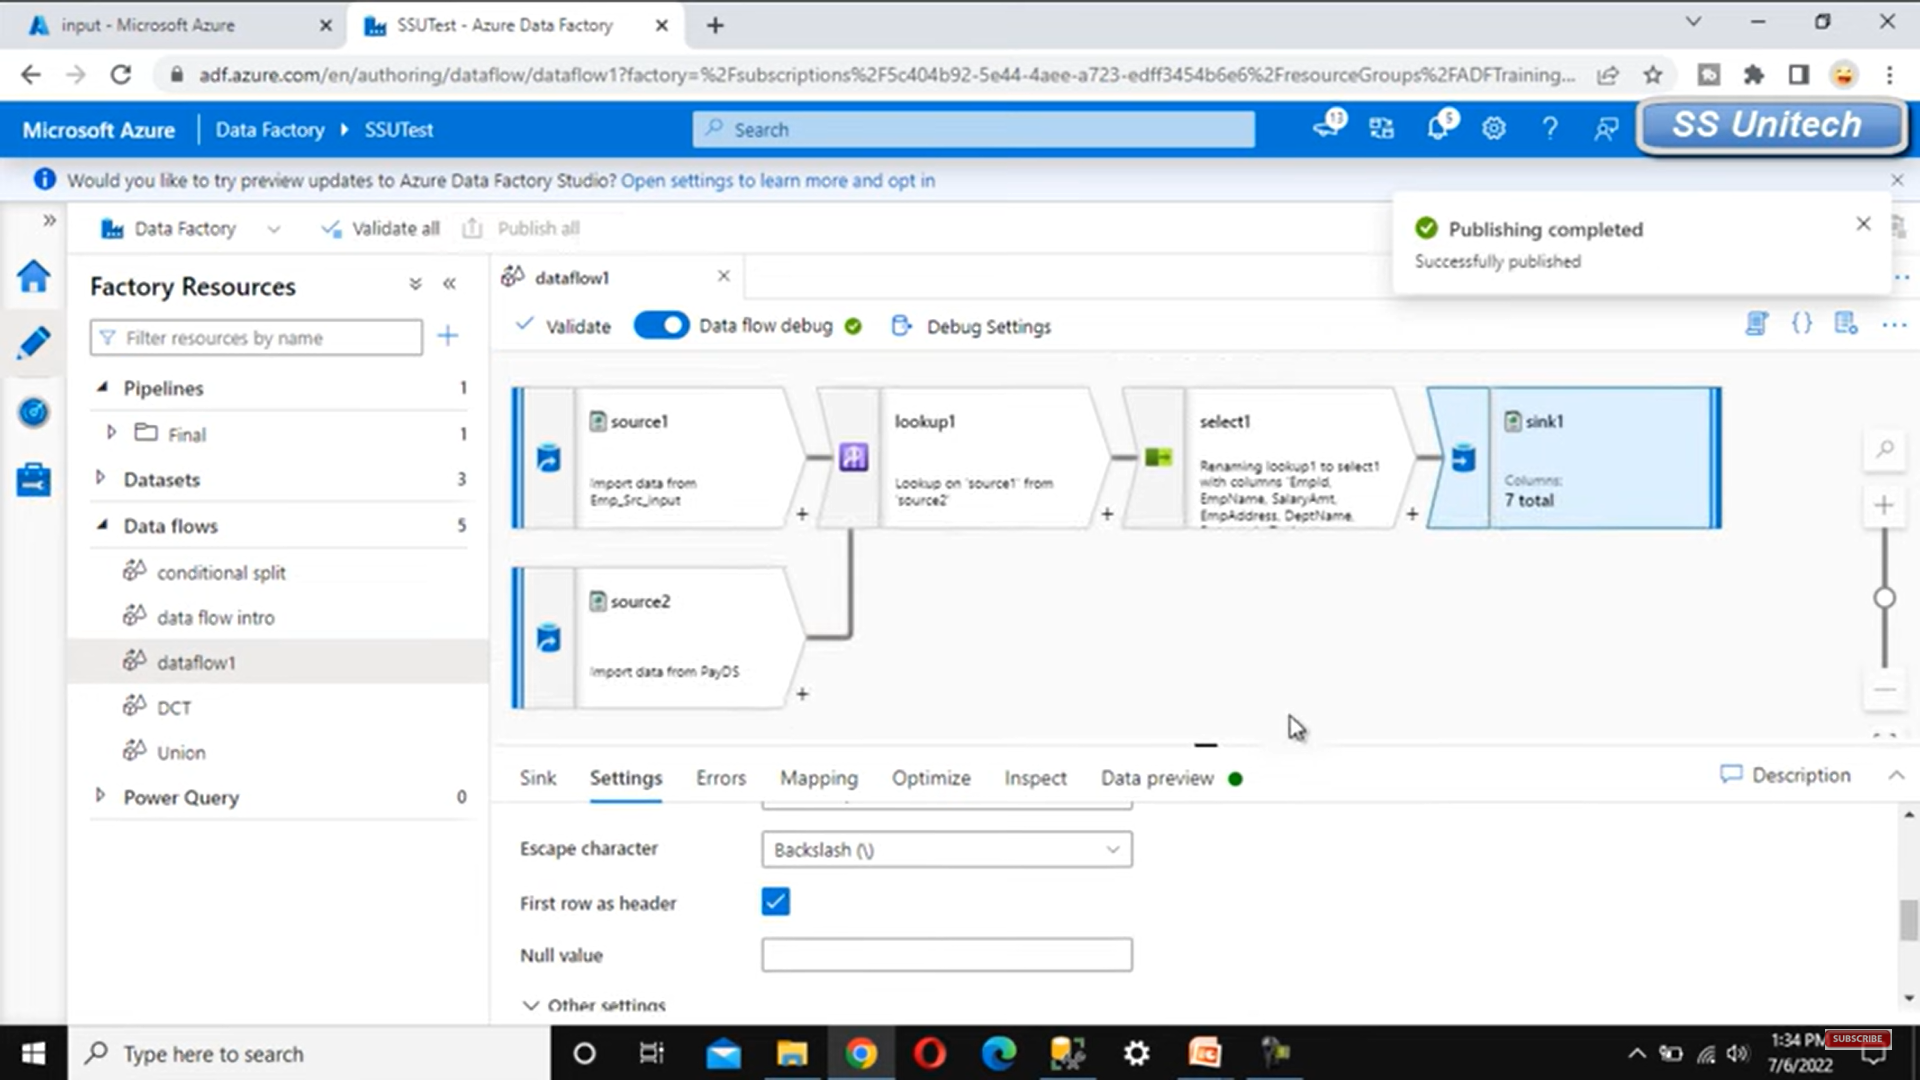 input - Microsoft Azure
SSUTest - Azure Data Factory
adf.azure.com/en/authoring/dataflow/dataflow1?factory=%2Fsubscriptions%2F5c404b92-5e44-4aee-a723-edff3454b6e6%2FresourceGroups%2FADFTraining...
Microsoft Azure
Data Factory
SSUTest
Search
13
5
SS Unitech
Would you like to try preview updates to Azure Data Factory Studio? Open settings to learn more and opt in
Data Factory
Validate all
Publish all
Publishing completed
Successfully published
Factory Resources
Filter resources by name
Pipelines 1
Final 1
Datasets 3
Data flows 5
conditional split
data flow intro
dataflow1
DCT
Union
Power Query 0
dataflow1
Validate
Data flow debug
Debug Settings
source1
Import data from
Emp_Src_Input
lookup1
Lookup on 'source1' from
'source2'
select1
Renaming lookup1 to select1
with columns 'EmpId,
EmpName, SalaryAmt,
EmpAddress, DeptName,
sink1
Columns:
7 total
source2
Import data from PayDS
Sink
Settings
Errors
Mapping
Optimize
Inspect
Data preview
Description
Escape character
Backslash (\)
First row as header
Null value
Other settings
Type here to search
1:34 PM
7/6/2022
SUBSCRIBE